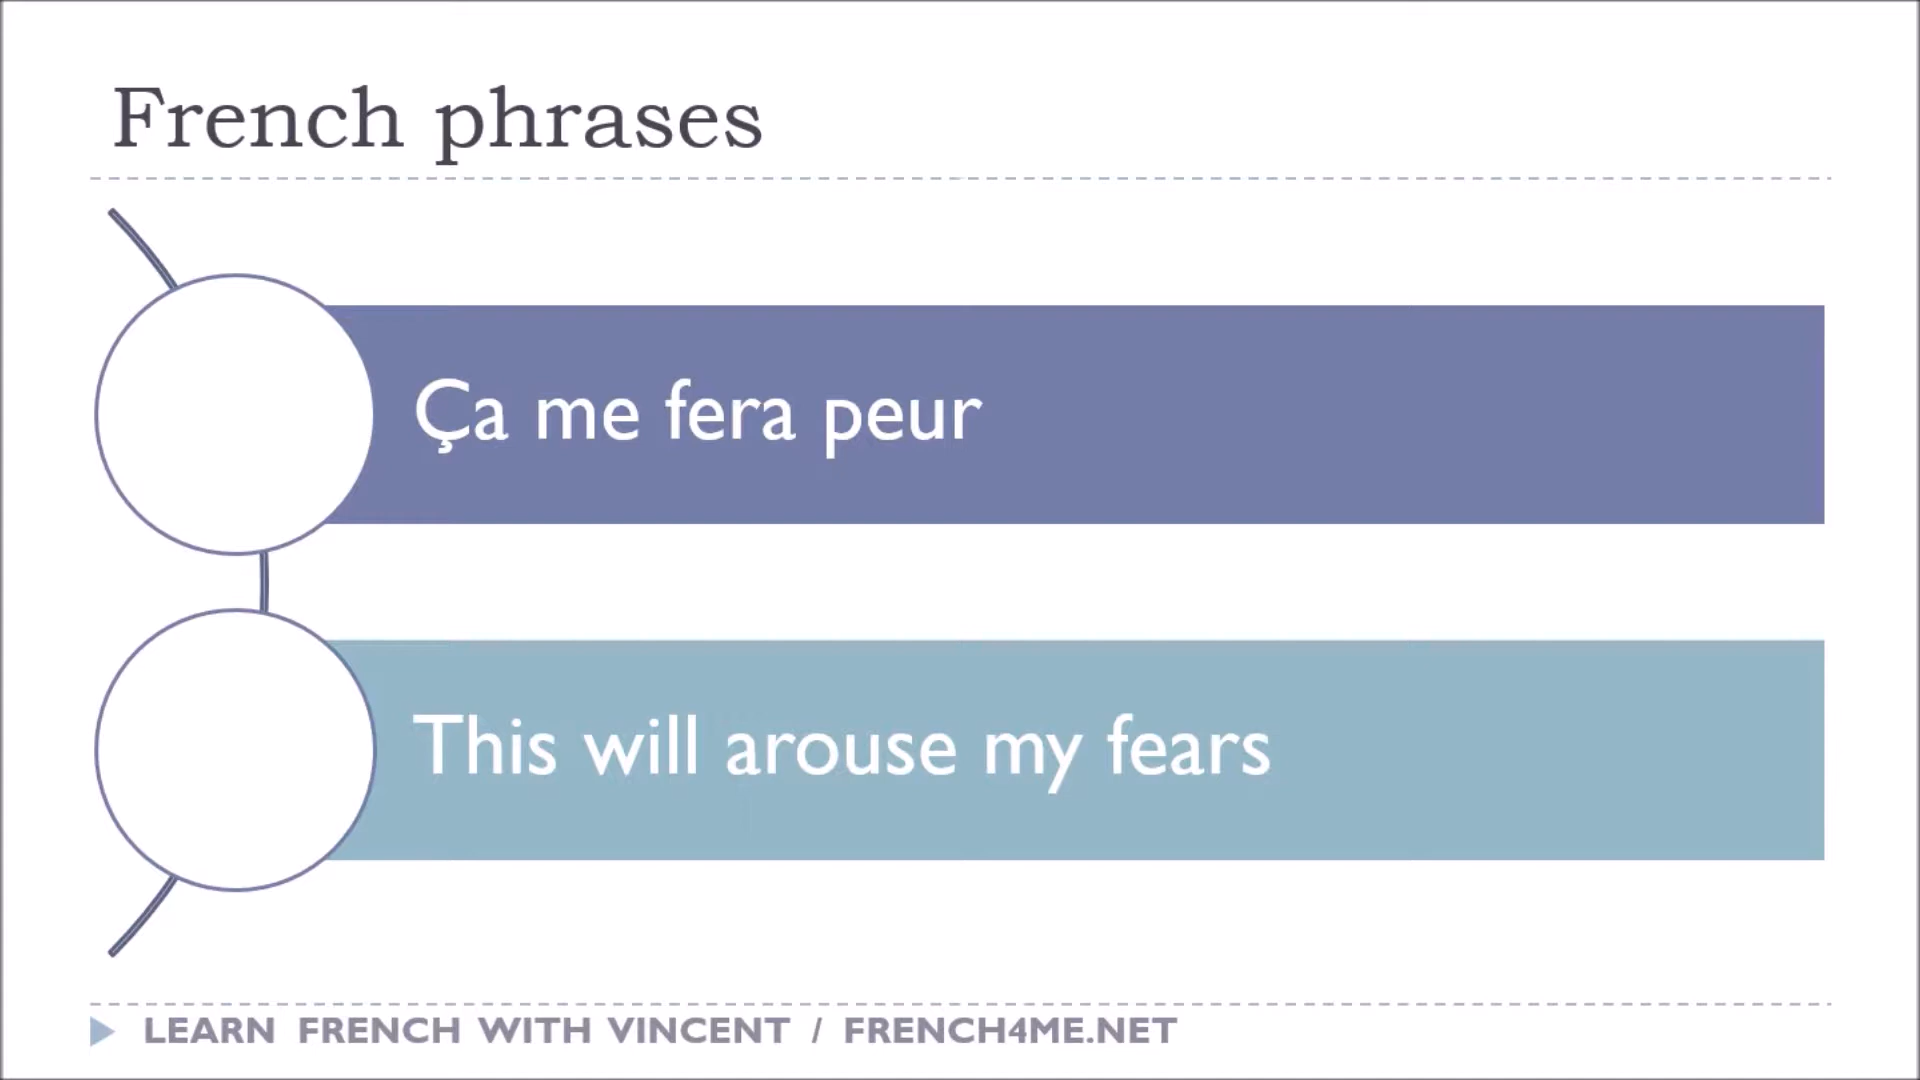 French phrases
Ça me fera peur
This will arouse my fears
LEARN FRENCH WITH VINCENT / FRENCH4ME.NET